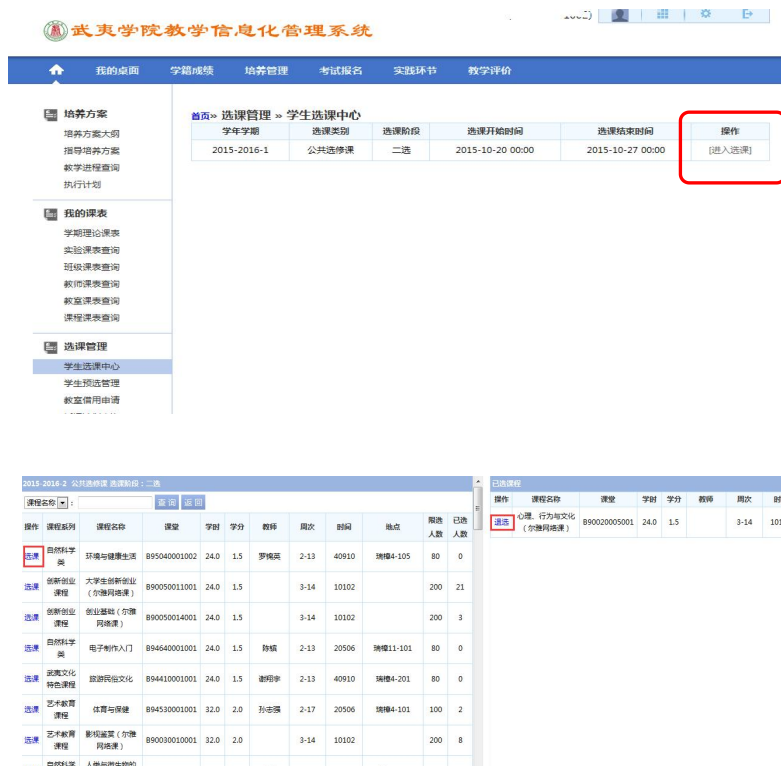 武夷学院教学信息化管理系统
我的桌面 学籍成绩 培养管理 考试报名 实践环节 教学评价
培养方案
培养方案大纲
指导培养方案
教学进程查询
执行计划
我的课表
学期理论课表
实验课表查询
班级课表查询
教师课表查询
教室课表查询
课程课表查询
选课管理
学生选课中心
学生预选管理
教室借用申请
首页» 选课管理 » 学生选课中心
学年学期 选课类别 选课阶段 选课开始时间 选课结束时间 操作
2015-2016-1 公共选修课 二选 2015-10-20 00:00 2015-10-27 00:00 [进入选课]
2015-2016-2 公共选修课 选课阶段：二选
课程名称 ： 查询 返回
操作 课程系列 课程名称 课堂 学时 学分 教师 周次 时间 地点 限选人数 已选人数
选课 自然科学类 环境与健康生活 B95040001002 24.0 1.5 罗锦英 2-13 40910 瑞樟4-105 80 0
选课 创新创业课程 大学生创新创业（尔雅网络课） B90050011001 24.0 1.5 3-14 10102 200 21
选课 创新创业课程 创业基础（尔雅网络课） B90050014001 24.0 1.5 3-14 10102 200 3
选课 自然科学类 电子制作入门 B94640001001 24.0 1.5 2-13 20506 瑞樟11-101 80 0
选课 武夷文化特色课程 旅游民俗文化 B94410001001 24.0 1.5 谢翔宇 2-13 40910 瑞樟4-201 80 0
选课 艺术教育课程 体育与保健 B94530001001 32.0 2.0 孙志强 2-17 20506 瑞樟4-101 100 2
选课 艺术教育课程 影视鉴赏（尔雅网络课） B90030010001 32.0 2.0 3-14 10102 200 8
已选课程
操作 课程名称 课堂 学时 学分 教师 周次
退选 心理、行为与文化（尔雅网络课） B90020005001 24.0 1.5 3-14 101